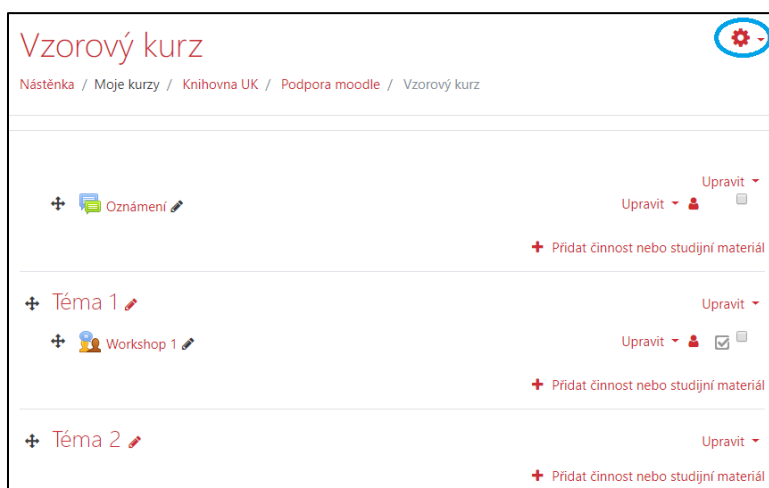 Vzorový kurz
Nástěnka / Moje kurzy / Knihovna UK / Podpora moodle / Vzorový kurz
Upravit
Oznámení Upravit
Přidat činnost nebo studijní materiál
Téma 1 Upravit
Workshop 1 Upravit
Přidat činnost nebo studijní materiál
Téma 2 Upravit
Přidat činnost nebo studijní materiál